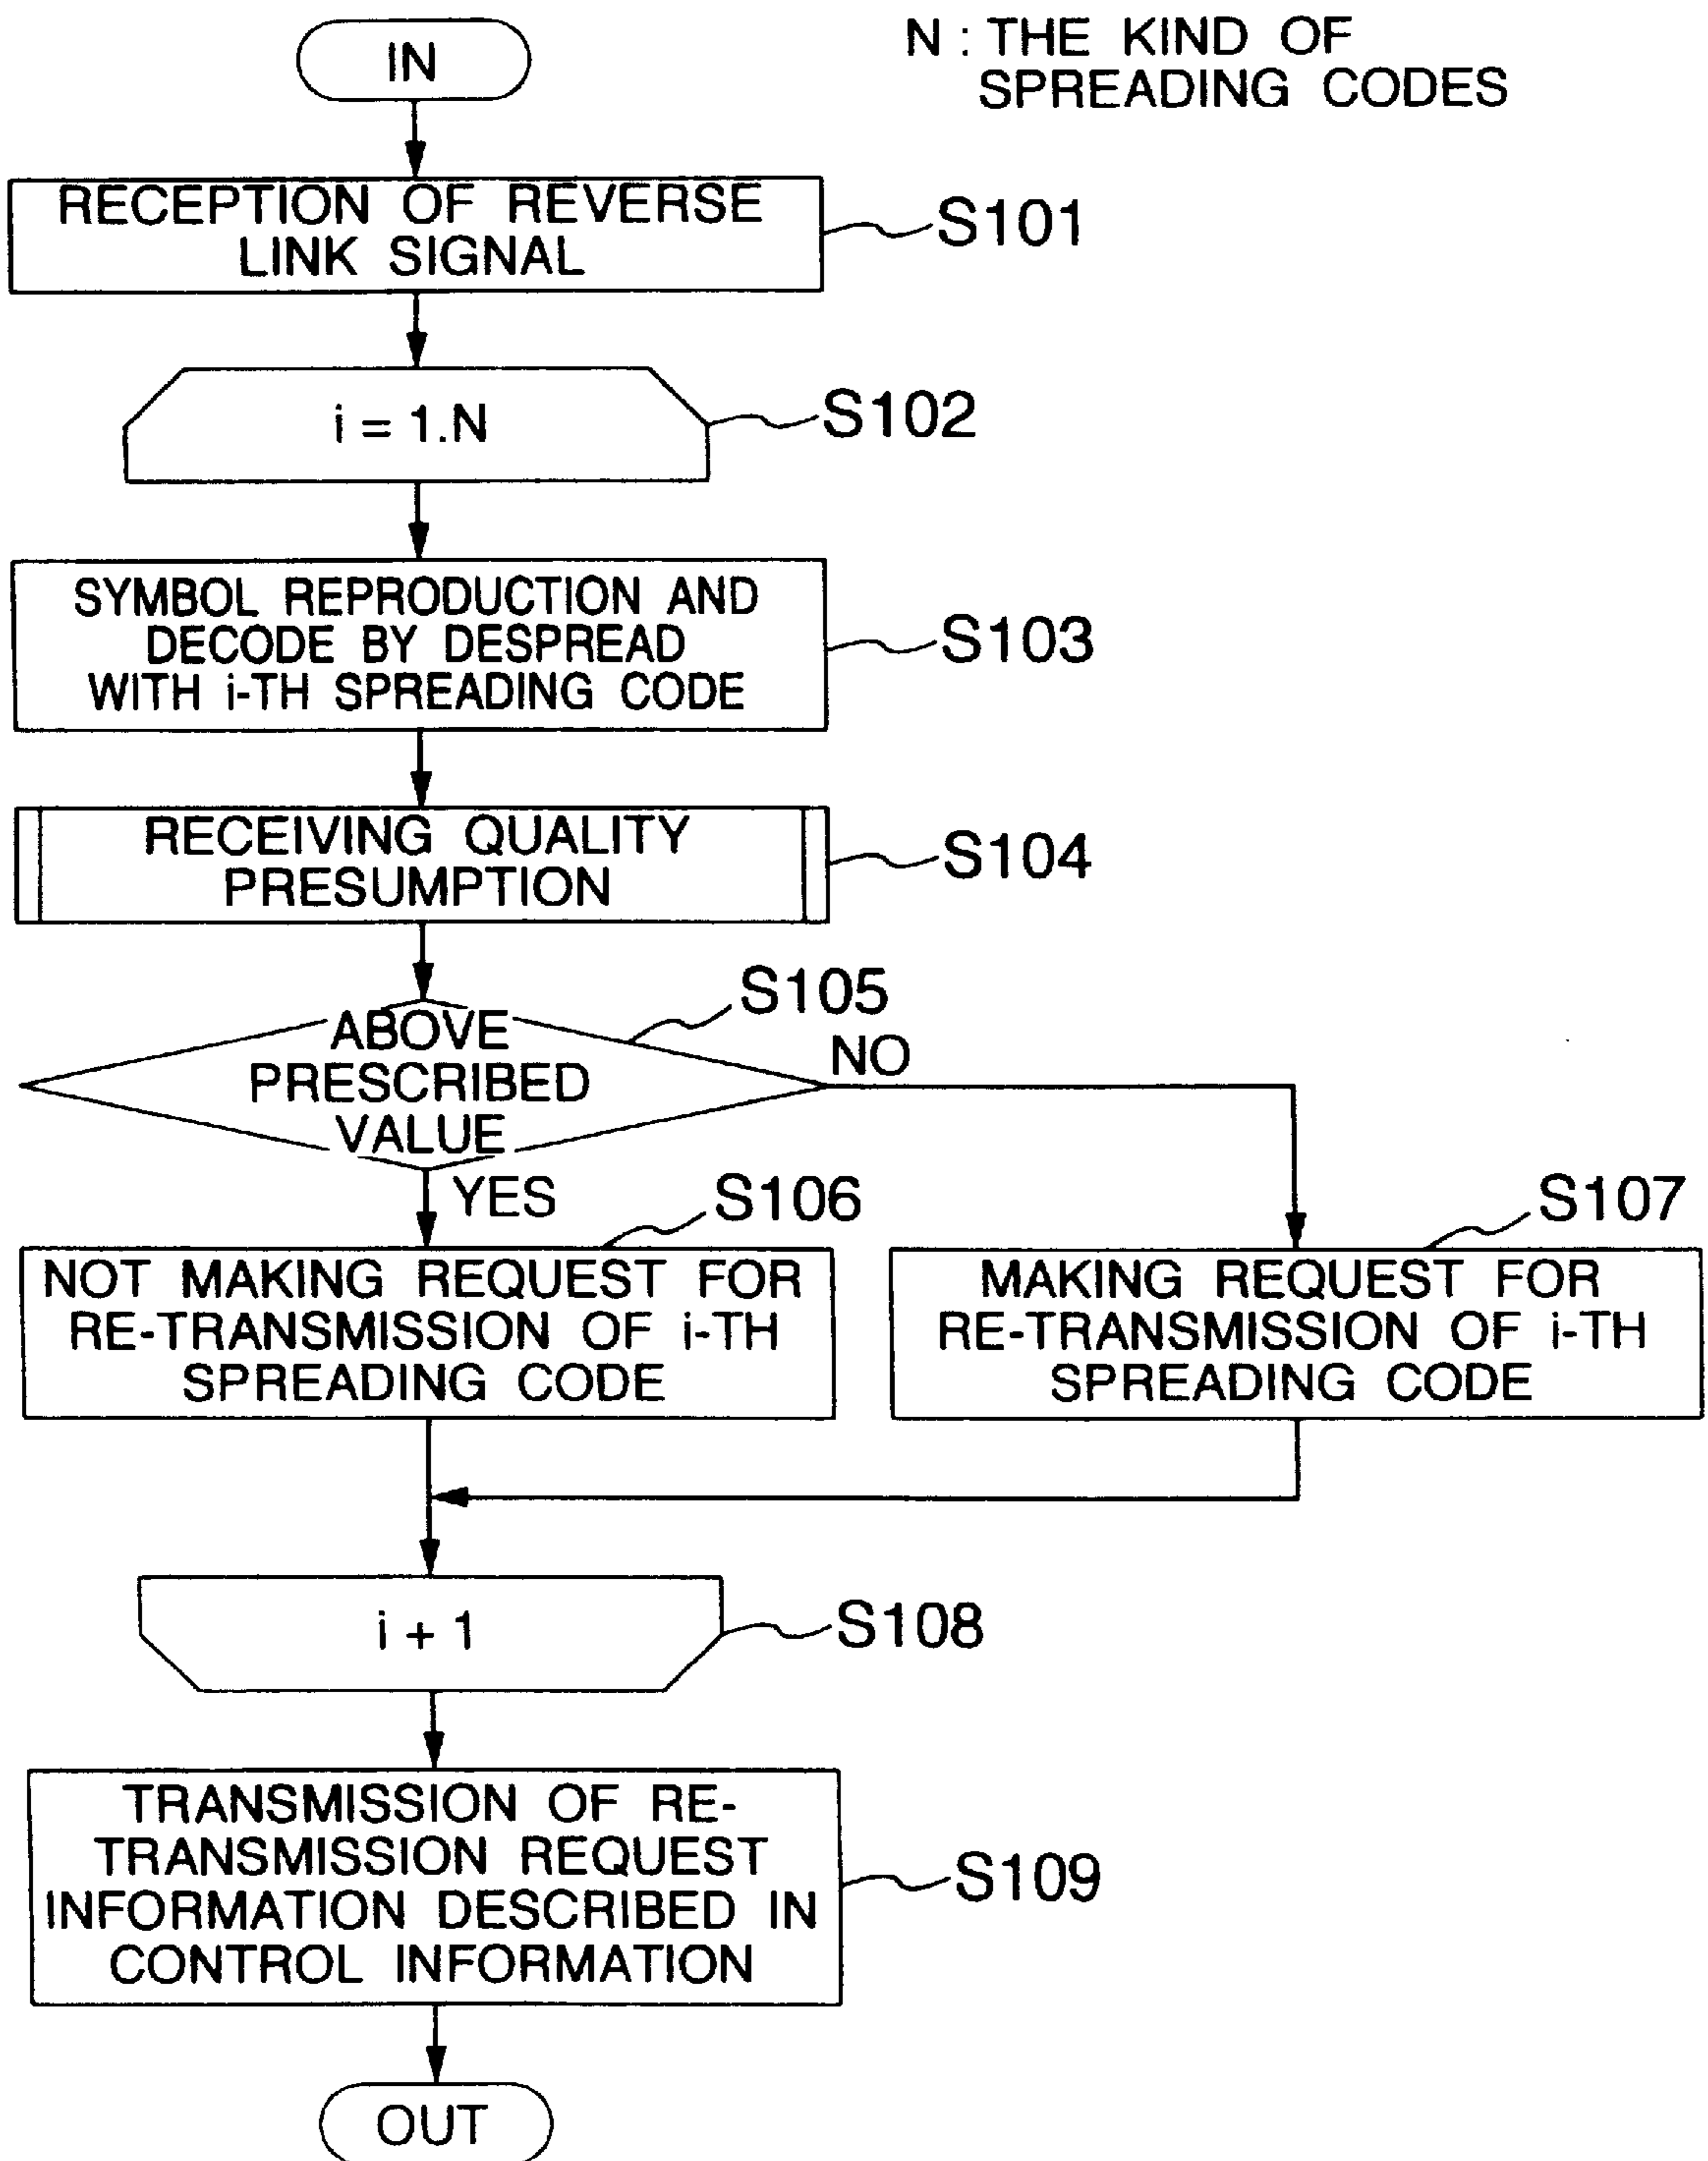 IN
N : THE KIND OF
SPREADING CODES
RECEPTION OF REVERSE
LINK SIGNAL
S101
i = 1.N
S102
SYMBOL REPRODUCTION AND
DECODE BY DESPREAD
WITH i-TH SPREADING CODE
S103
RECEIVING QUALITY
PRESUMPTION
S104
S105
ABOVE
PRESCRIBED
VALUE
NO
YES
S106
S107
NOT MAKING REQUEST FOR
RE-TRANSMISSION OF i-TH
SPREADING CODE
MAKING REQUEST FOR
RE-TRANSMISSION OF i-TH
SPREADING CODE
i + 1
S108
TRANSMISSION OF RE-
TRANSMISSION REQUEST
INFORMATION DESCRIBED IN
CONTROL INFORMATION
S109
OUT